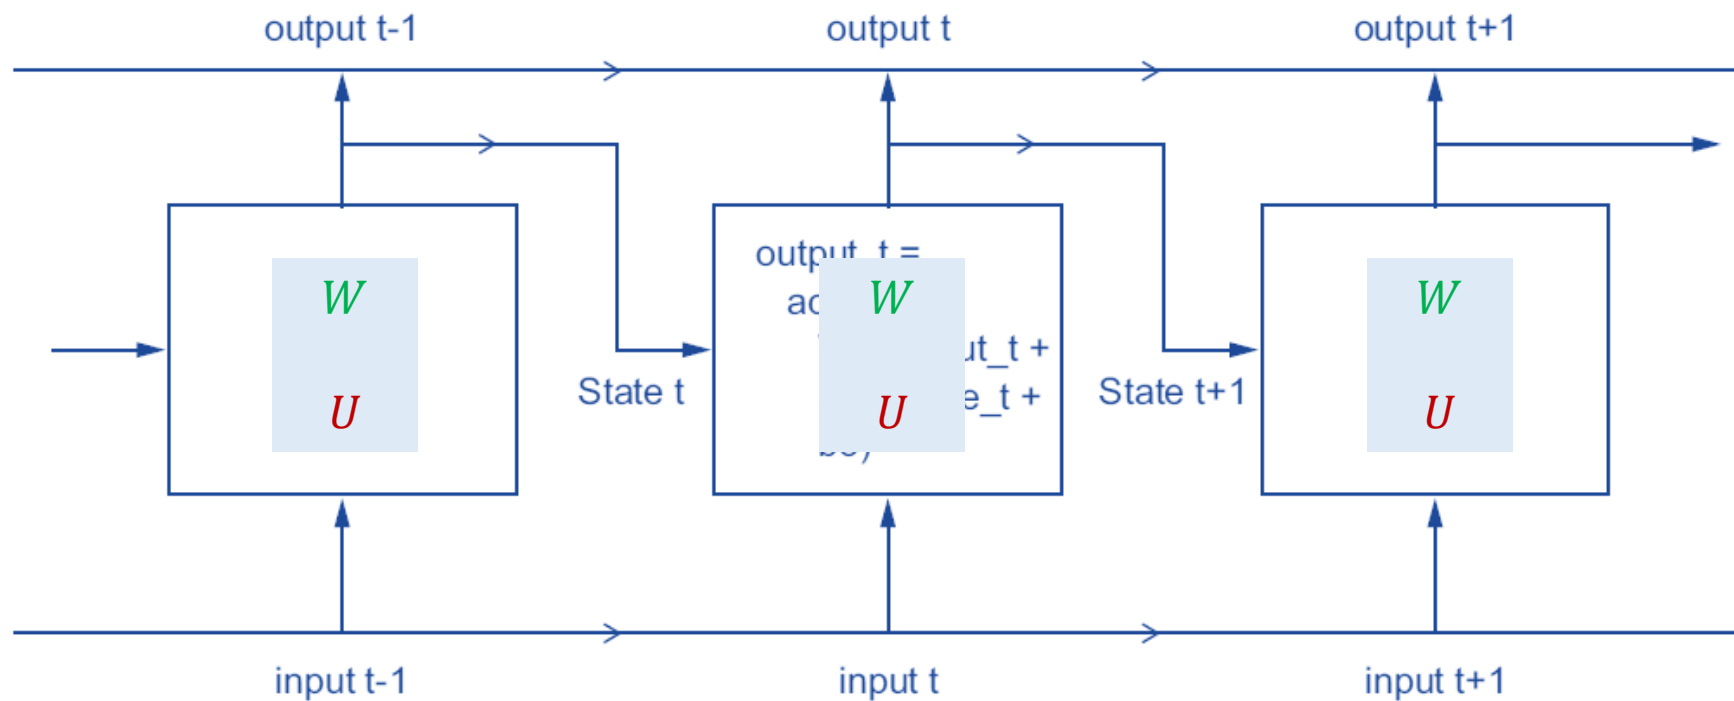 output t-1
output t
output t+1
output_t =
W
W
W
ut_t +
State t
e_t +
State t+1
U
U
U
input t-1
input t
input t+1